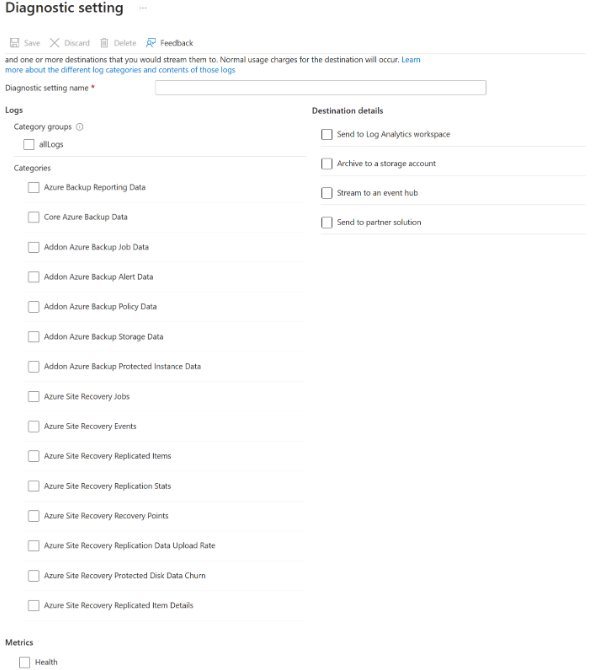 Diagnostic setting ...
Save Discard Delete Feedback
and one or more destinations that you would stream them to. Normal usage charges for the destination will occur. Learn
more about the different log categories and contents of those logs
Diagnostic setting name *
Logs
Category groups
allLogs
Categories
Azure Backup Reporting Data
Core Azure Backup Data
Addon Azure Backup Job Data
Addon Azure Backup Alert Data
Addon Azure Backup Policy Data
Addon Azure Backup Storage Data
Addon Azure Backup Protected Instance Data
Azure Site Recovery Jobs
Azure Site Recovery Events
Azure Site Recovery Replicated Items
Azure Site Recovery Replication Stats
Azure Site Recovery Recovery Points
Azure Site Recovery Replication Data Upload Rate
Azure Site Recovery Protected Disk Data Churn
Azure Site Recovery Replicated Item Details
Metrics
Health
Destination details
Send to Log Analytics workspace
Archive to a storage account
Stream to an event hub
Send to partner solution